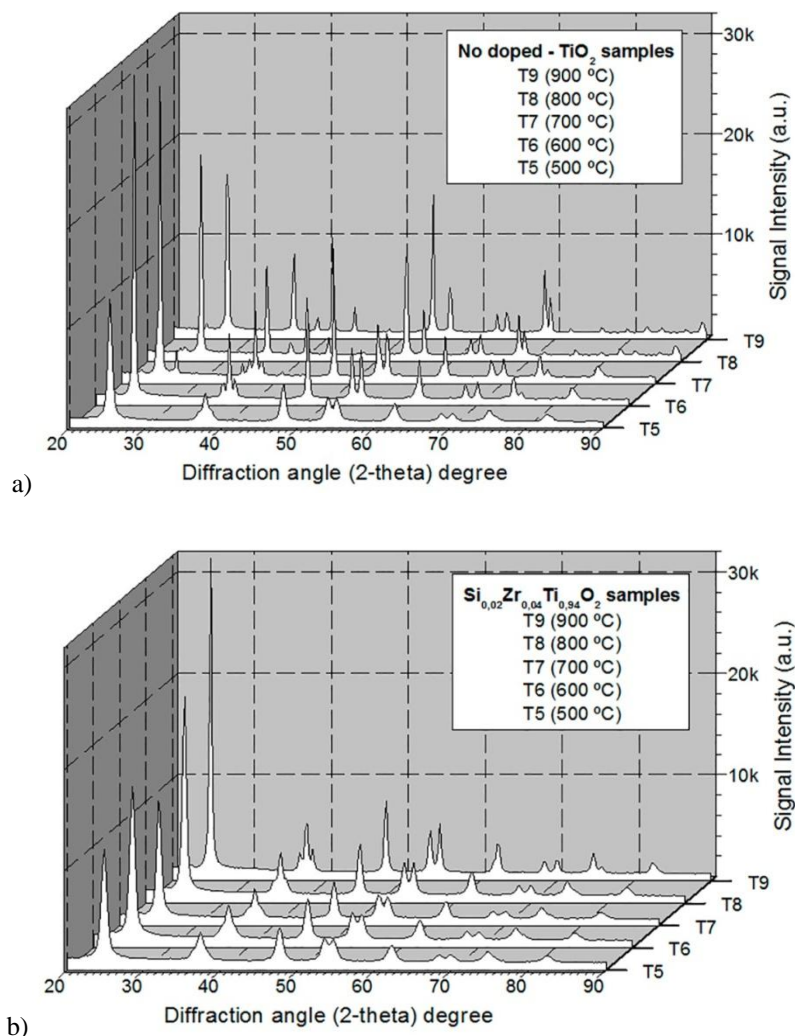 30k
No doped - TiO2 samples
T9 (900 ºC)
T8 (800 ºC)
T7 (700 ºC)
T6 (600 ºC)
T5 (500 ºC)
20k
10k
Signal Intensity (a.u.)
T9
T8
T7
T6
T5
20 30 40 50 60 70 80 90
Diffraction angle (2-theta) degree
a)
30k
Si0,02Zr0,04Ti0,94O2 samples
T9 (900 ºC)
T8 (800 ºC)
T7 (700 ºC)
T6 (600 ºC)
T5 (500 ºC)
20k
10k
Signal Intensity (a.u.)
T9
T8
T7
T6
T5
20 30 40 50 60 70 80 90
Diffraction angle (2-theta) degree
b)